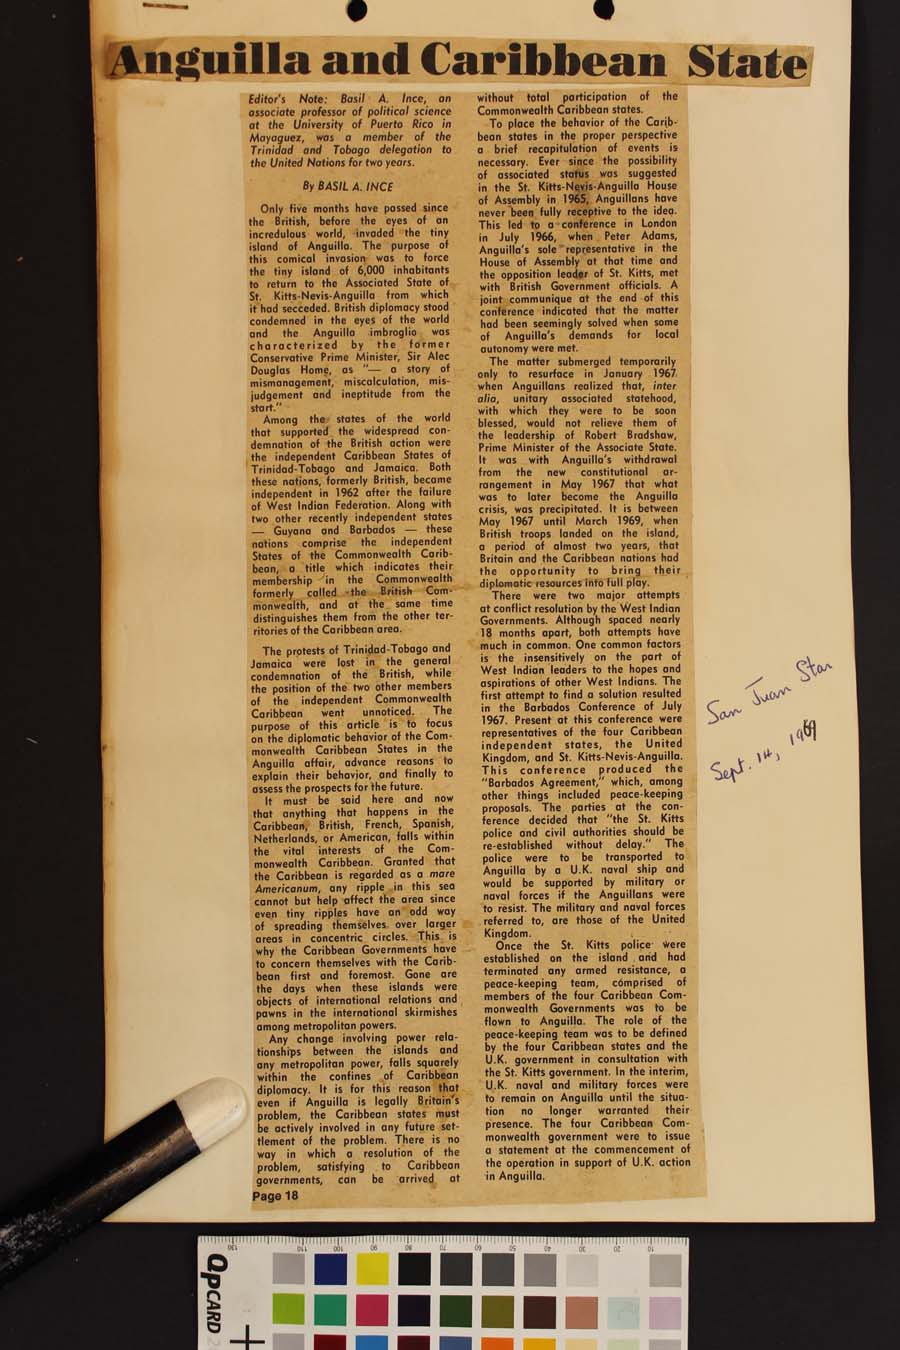 Anguilla and Caribbean State
Editor's Note: Basil A. Ince, an
associate professor of political science
at the University of Puerto Rico in
Mayaguez, was a member of the
Trinidad and Tobago delegation to
the United Nations for two years.
By BASIL A. INCE
Only five months have passed since
the British, before the eyes of an
incredulous world, invaded the tiny
island of Anguilla. The purpose of
this comical invasion was to force
the tiny island of 6,000 inhabitants
to return to the Associated State of
St. Kitts-Nevis-Anguilla from which
it had secceded. British diplomacy stood
condemned in the eyes of the world
and the Anguilla imbroglio was
characterized by the former
Conservative Prime Minister, Sir Alec
Douglas Home, as "— a story of
mismanagement, miscalculation, mis-
judgement and ineptitude from the
start."
Among the states of the world
that supported the widespread con-
demnation of the British action were
the independent Caribbean States of
Trinidad-Tobago and Jamaica. Both
these nations, formerly British, became
independent in 1962 after the failure
of West Indian Federation. Along with
two other recently independent states
— Guyana and Barbados — these
nations comprise the independent
States of the Commonwealth Carib-
bean, a title which indicates their
membership in the Commonwealth
formerly called the British Com-
monwealth, and at the same time
distinguishes them from the other ter-
ritories of the Caribbean area.
The protests of Trinidad-Tobago and
Jamaica were lost in the general
condemnation of the British, while
the position of the two other members
of the independent Commonwealth
Caribbean went unnoticed. The
purpose of this article is to focus
on the diplomatic behavior of the Com-
monwealth Caribbean States in the
Anguilla affair, advance reasons to
explain their behavior, and finally to
assess the prospects for the future.
It must be said here and now
that anything that happens in the
Caribbean, British, French, Spanish,
Netherlands, or American, falls within
the vital interests of the Com-
monwealth Caribbean. Granted that
the Caribbean is regarded as a mare
Americanum, any ripple in this sea
cannot but help affect the area since
even tiny ripples have an odd way
of spreading themselves over larger
areas in concentric circles. This is
why the Caribbean Governments have
to concern themselves with the Carib-
bean first and foremost. Gone are
the days when these islands were
objects of international relations and
pawns in the international skirmishes
among metropolitan powers.
Any change involving power rela-
tionships between the islands and
any metropolitan power, falls squarely
within the confines of Caribbean
diplomacy. It is for this reason that
even if Anguilla is legally Britain's
problem, the Caribbean states must
be actively involved in any future set-
tlement of the problem. There is no
way in which a resolution of the
problem, satisfying to Caribbean
governments, can be arrived at
Page 18
without total participation of the
Commonwealth Caribbean states.
To place the behavior of the Carib-
bean states in the proper perspective
a brief recapitulation of events is
necessary. Ever since the possibility
of associated status was suggested
in the St. Kitts-Nevis-Anguilla House
of Assembly in 1965, Anguillans have
never been fully receptive to the idea.
This led to a conference in London
in July 1966, when Peter Adams,
Anguilla's sole representative in the
House of Assembly at that time and
the opposition leader of St. Kitts, met
with British Government officials. A
joint communique at the end of this
conference indicated that the matter
had been seemingly solved when some
of Anguilla's demands for local
autonomy were met.
The matter submerged temporarily
only to resurface in January 1967
when Anguillans realized that, inter
alia, unitary associated statehood,
with which they were to be soon
blessed, would not relieve them of
the leadership of Robert Bradshaw,
Prime Minister of the Associate State.
It was with Anguilla's withdrawal
from the new constitutional ar-
rangement in May 1967 that what
was to later become the Anguilla
crisis, was precipitated. It is between
May 1967 until March 1969, when
British troops landed on the island,
a period of almost two years, that
Britain and the Caribbean nations had
the opportunity to bring their
diplomatic resources into full play.
There were two major attempts
at conflict resolution by the West Indian
Governments. Although spaced nearly
18 months apart, both attempts have
much in common. One common factors
is the insensitively on the part of
West Indian leaders to the hopes and
aspirations of other West Indians. The
first attempt to find a solution resulted
in the Barbados Conference of July
1967. Present at this conference were
representatives of the four Caribbean
independent states, the United
Kingdom, and St. Kitts-Nevis-Anguilla.
This conference produced the
"Barbados Agreement," which, among
other things included peace-keeping
proposals. The parties at the con-
ference decided that "the St. Kitts
police and civil authorities should be
re-established without delay." The
police were to be transported to
Anguilla by a U.K. naval ship and
would be supported by military or
naval forces if the Anguillans were
to resist. The military and naval forces
referred to, are those of the United
Kingdom.
Once the St. Kitts police were
established on the island and had
terminated any armed resistance, a
peace-keeping team, comprised of
members of the four Caribbean Com-
monwealth Governments was to be
flown to Anguilla. The role of the
peace-keeping team was to be defined
by the four Caribbean states and the
U.K. government in consultation with
the St. Kitts government. In the interim,
U.K. naval and military forces were
to remain on Anguilla until the situa-
tion no longer warranted their
presence. The four Caribbean Com-
monwealth government were to issue
a statement at the commencement of
the operation in support of U.K. action
in Anguilla.
San Juan Star
Sept. 14, 1969
130 110 100 90 80 70 60 50 40 30 20 10
QPCARD